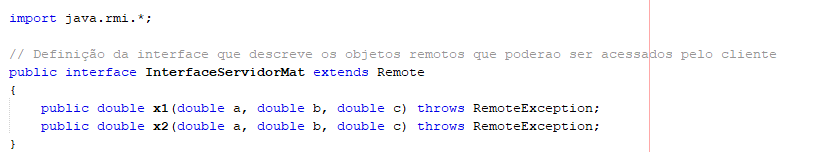 import java.rmi.*;
// Definição da interface que descreve os objetos remotos que poderao ser acessados pelo cliente
public interface InterfaceServidorMat extends Remote
{
public double x1(double a, double b, double c) throws RemoteException;
public double x2(double a, double b, double c) throws RemoteException;
}